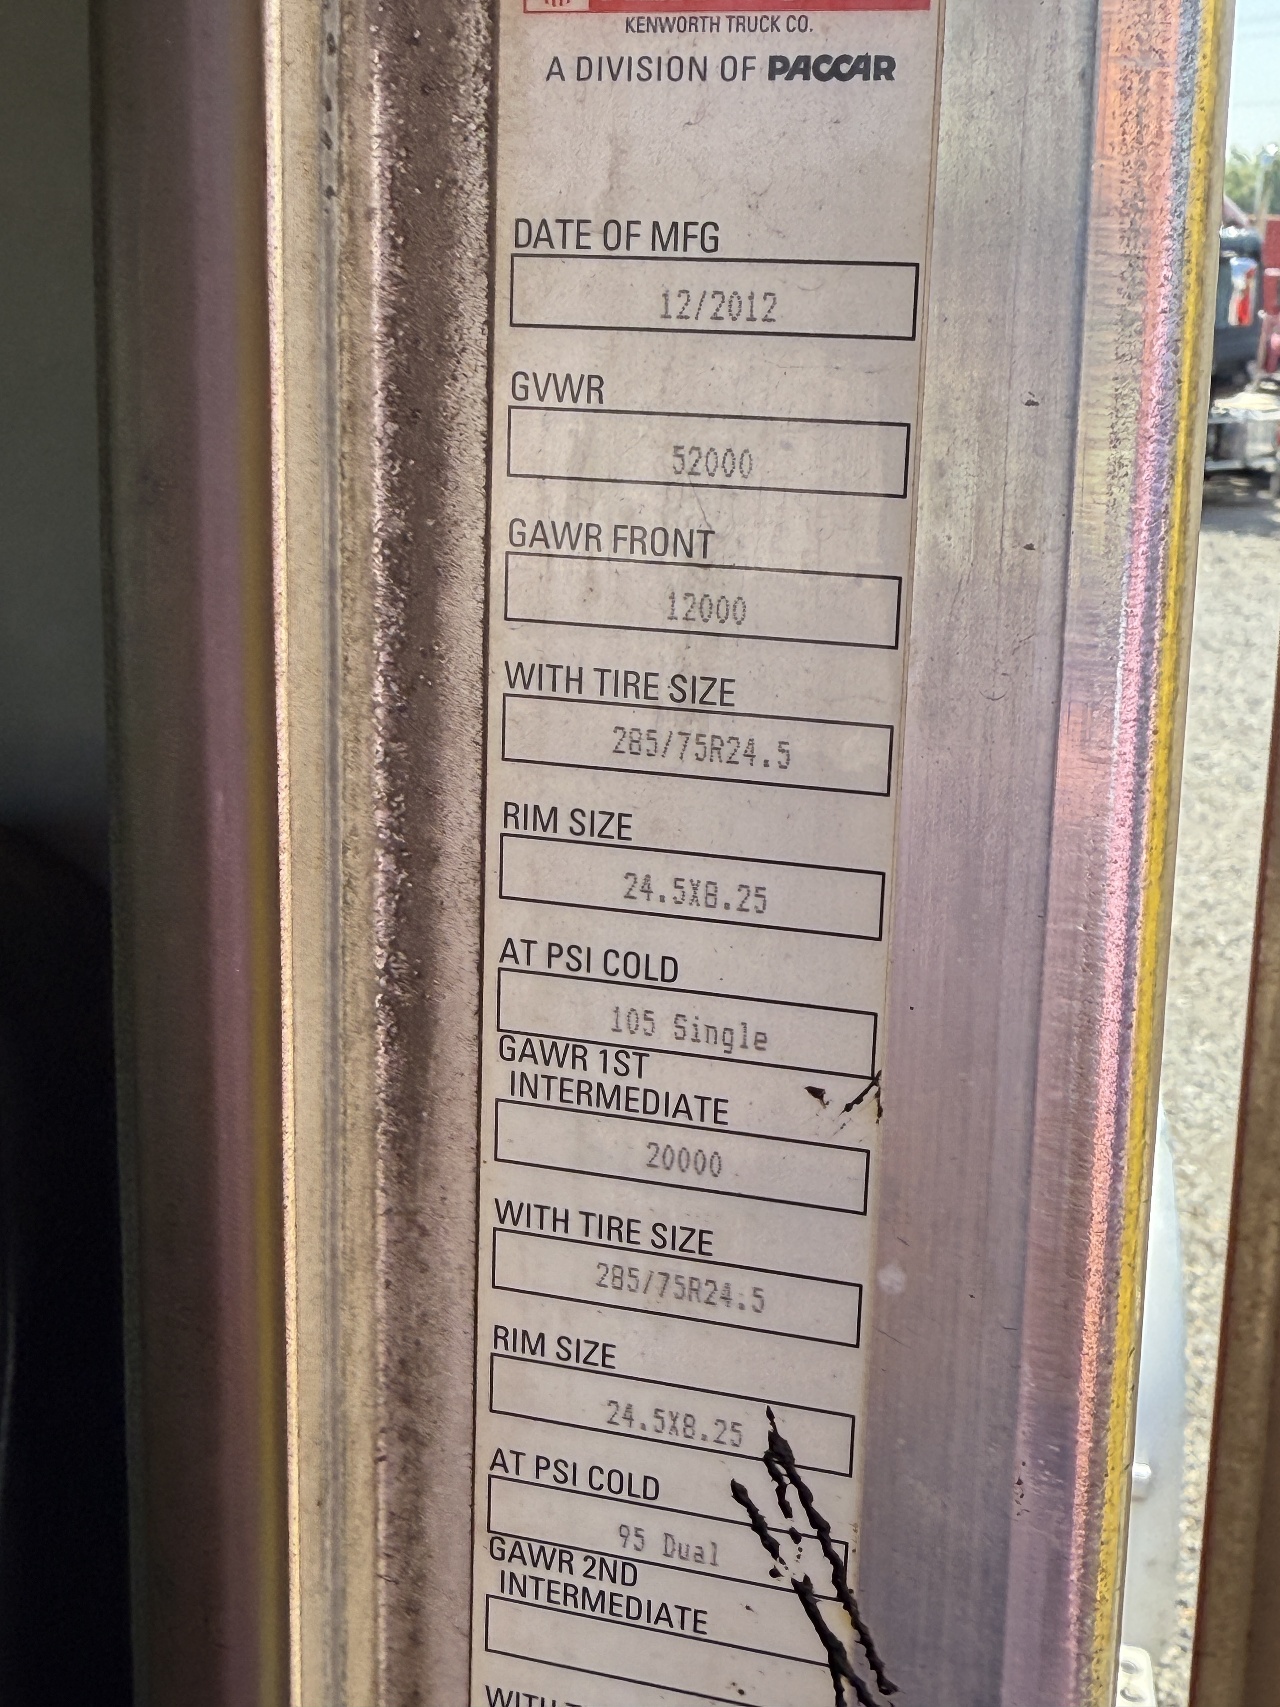 KENWORTH TRUCK CO.
A DIVISION OF PACCAR
DATE OF MFG
12/2012
GVWR
52000
GAWR FRONT
12000
WITH TIRE SIZE
285/75R24.5
RIM SIZE
24.5X8.25
AT PSI COLD
105 Single
GAWR 1ST
INTERMEDIATE
20000
WITH TIRE SIZE
285/75R24.5
RIM SIZE
24.5X8.25
AT PSI COLD
95 Dual
GAWR 2ND
INTERMEDIATE
WITH